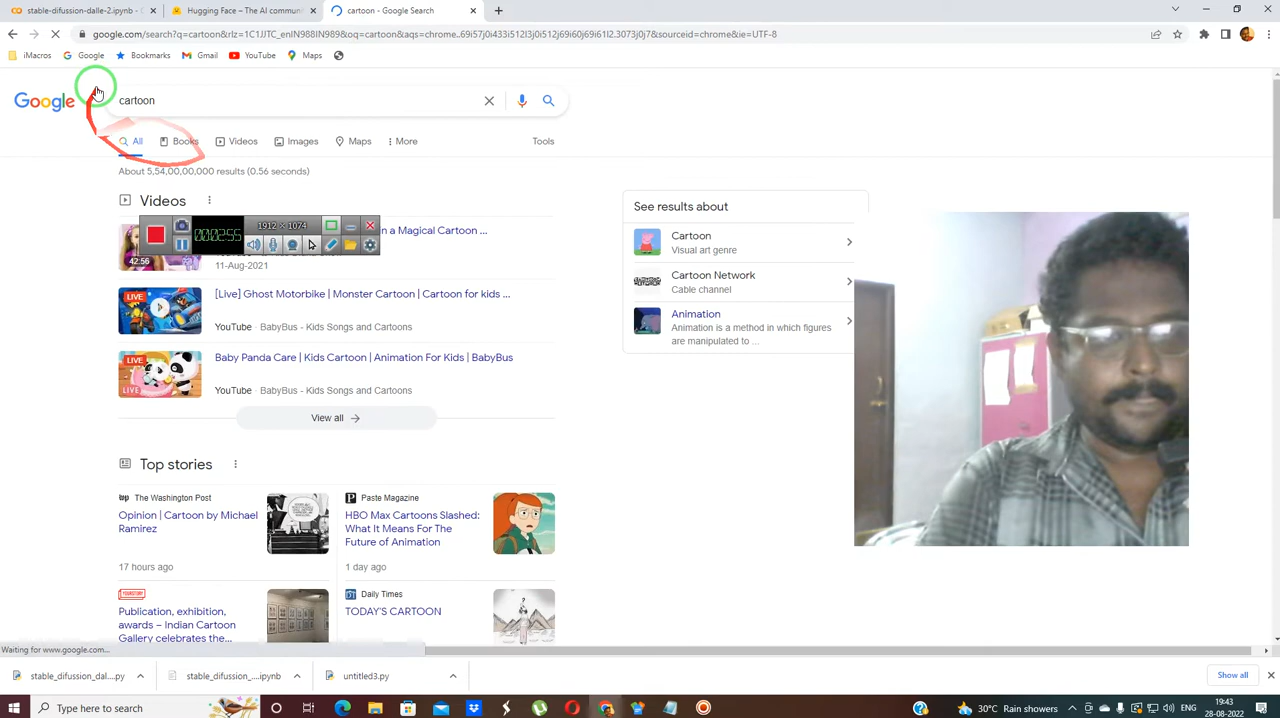 stable-difussion-dalle-2.ipynb - C
Hugging Face – The AI commun
cartoon - Google Search
google.com/search?q=cartoon&rlz=1C1JJTC_enIN988IN989&oq=cartoon&aqs=chrome..69i57j0i433i512l3j0i512j69i60j69i61l2.3073j0j7&sourceid=chrome&ie=UTF-8
iMacros
Google
Bookmarks
Gmail
YouTube
Maps
Google
cartoon
All
Books
Videos
Images
Maps
More
Tools
About 5,54,00,00,000 results (0.56 seconds)
Videos
1912 X 1074
00:02:55
n a Magical Cartoon ...
42:56
11-Aug-2021
LIVE
[Live] Ghost Motorbike | Monster Cartoon | Cartoon for kids ...
YouTube · BabyBus - Kids Songs and Cartoons
LIVE
LIVE
Baby Panda Care | Kids Cartoon | Animation For Kids | BabyBus
YouTube · BabyBus - Kids Songs and Cartoons
View all
Top stories
The Washington Post
Opinion | Cartoon by Michael
Ramirez
17 hours ago
Paste Magazine
HBO Max Cartoons Slashed:
What It Means For The
Future of Animation
1 day ago
YOURSTORY
Publication, exhibition,
awards – Indian Cartoon
Gallery celebrates the...
Daily Times
TODAY'S CARTOON
See results about
Cartoon
Visual art genre
Cartoon Network
Cable channel
Animation
Animation is a method in which figures
are manipulated to ...
Waiting for www.google.com...
stable_difussion_dal....py
stable_difussion_....ipynb
untitled3.py
Show all
Type here to search
30°C Rain showers
ENG
19:43
28-08-2022